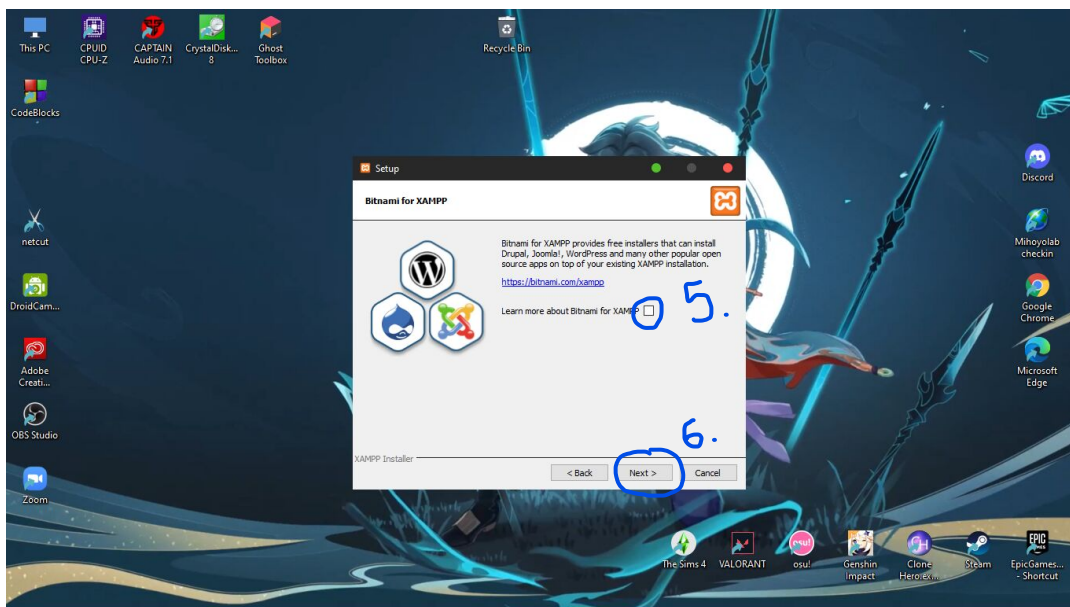 This PC
CPUID
CPU-Z
CAPTAIN
Audio 7.1
CrystalDisk...
8
Ghost
Toolbox
Recycle Bin
CodeBlocks
Discord
netcut
Mihoyolab
checkin
DroidCam...
Google
Chrome
Adobe
Creati...
Microsoft
Edge
OBS Studio
Zoom
Setup
Bitnami for XAMPP
Bitnami for XAMPP provides free installers that can install
Drupal, Joomla!, WordPress and many other popular open
source apps on top of your existing XAMPP installation.
https://bitnami.com/xampp
Learn more about Bitnami for XAMPP
5.
6.
XAMPP Installer
< Back
Next >
Cancel
The Sims 4
VALORANT
osu!
osu!
Genshin
Impact
GH
Clone
Hero.ex...
Steam
EPIC
EpicGames...
- Shortcut